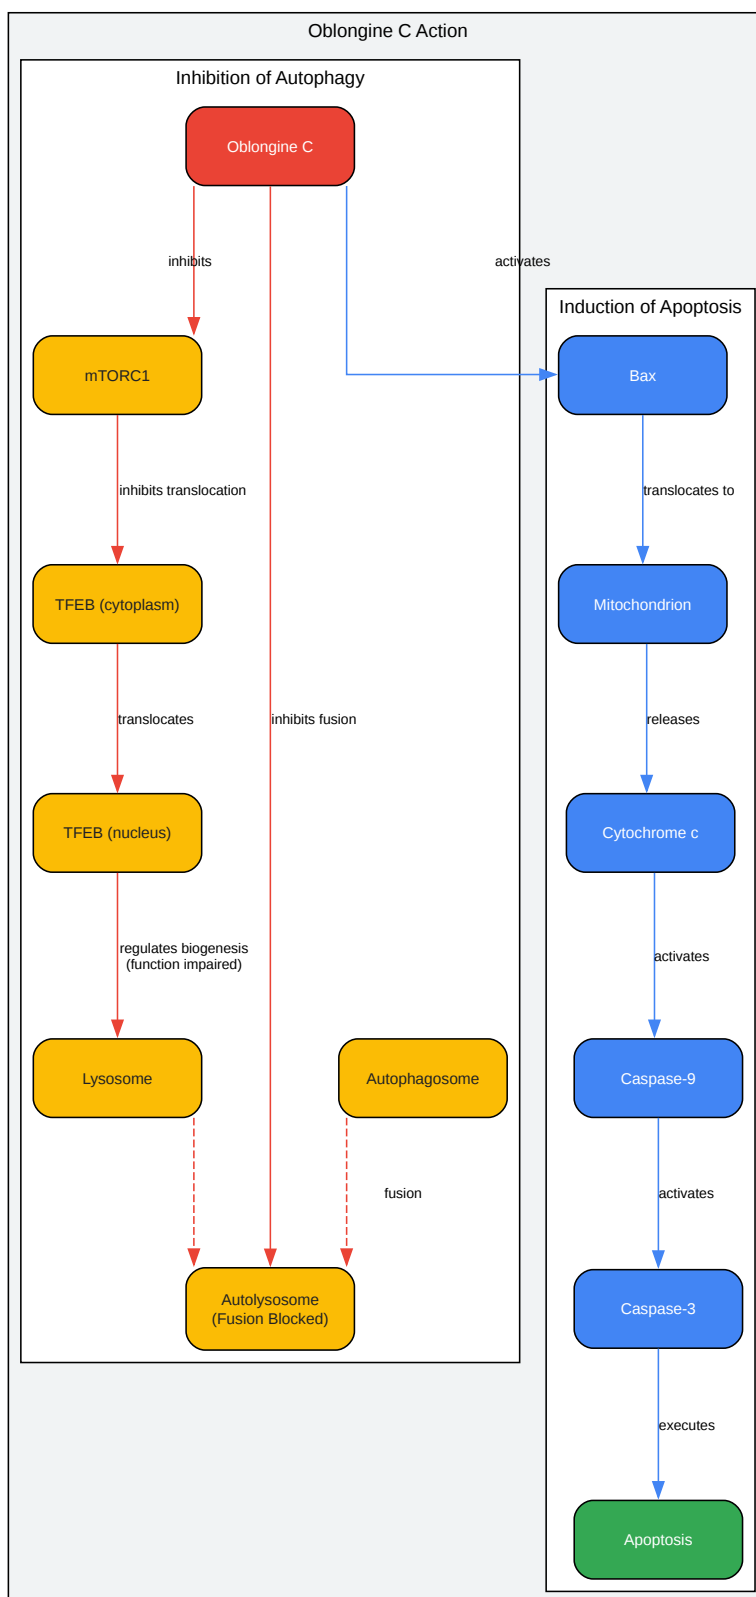 Oblongine C Action
Inhibition of Autophagy
Oblongine C
inhibits
activates
Induction of Apoptosis
mTORC1
Bax
inhibits translocation
translocates to
TFEB (cytoplasm)
Mitochondrion
translocates
inhibits fusion
releases
TFEB (nucleus)
Cytochrome c
regulates biogenesis
(function impaired)
activates
Lysosome
Autophagosome
Caspase-9
fusion
activates
Autolysosome
(Fusion Blocked)
Caspase-3
executes
Apoptosis